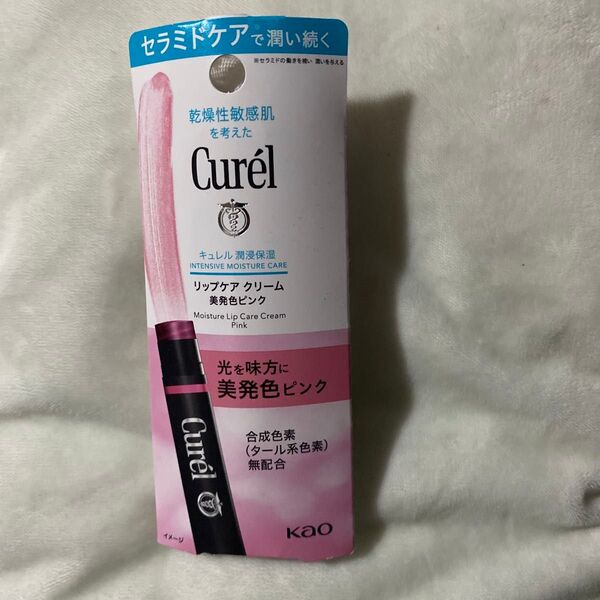 セラミドケアで潤い続く
※セラミドの働きを補い 潤いを与える
乾燥性敏感肌
を考えた
Curél
キュレル 潤浸保湿
INTENSIVE MOISTURE CARE
リップケア クリーム
美発色ピンク
Moisture Lip Care Cream
Pink
光を味方に
美発色ピンク
合成色素
(タール系色素)
無配合
Curél
イメージ
Kao